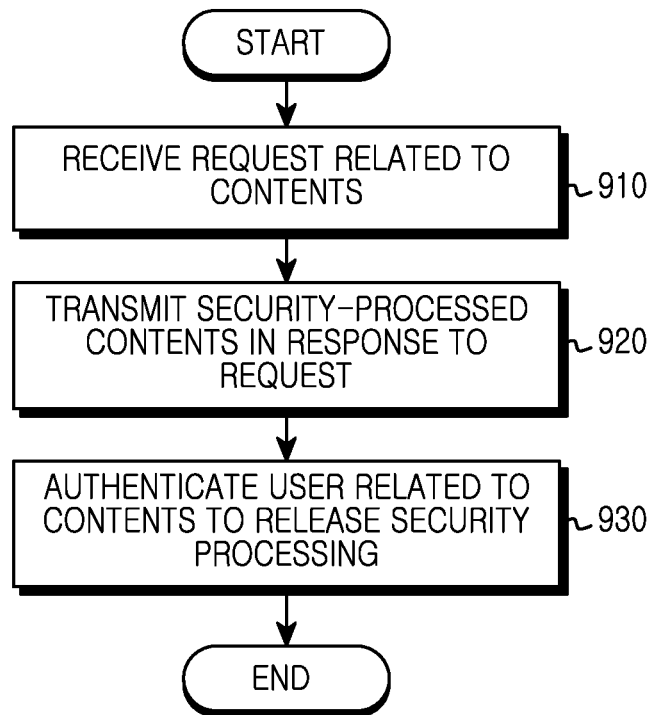 START
RECEIVE REQUEST RELATED TO
CONTENTS
910
TRANSMIT SECURITY-PROCESSED
CONTENTS IN RESPONSE TO
REQUEST
920
AUTHENTICATE USER RELATED TO
CONTENTS TO RELEASE SECURITY
PROCESSING
930
END